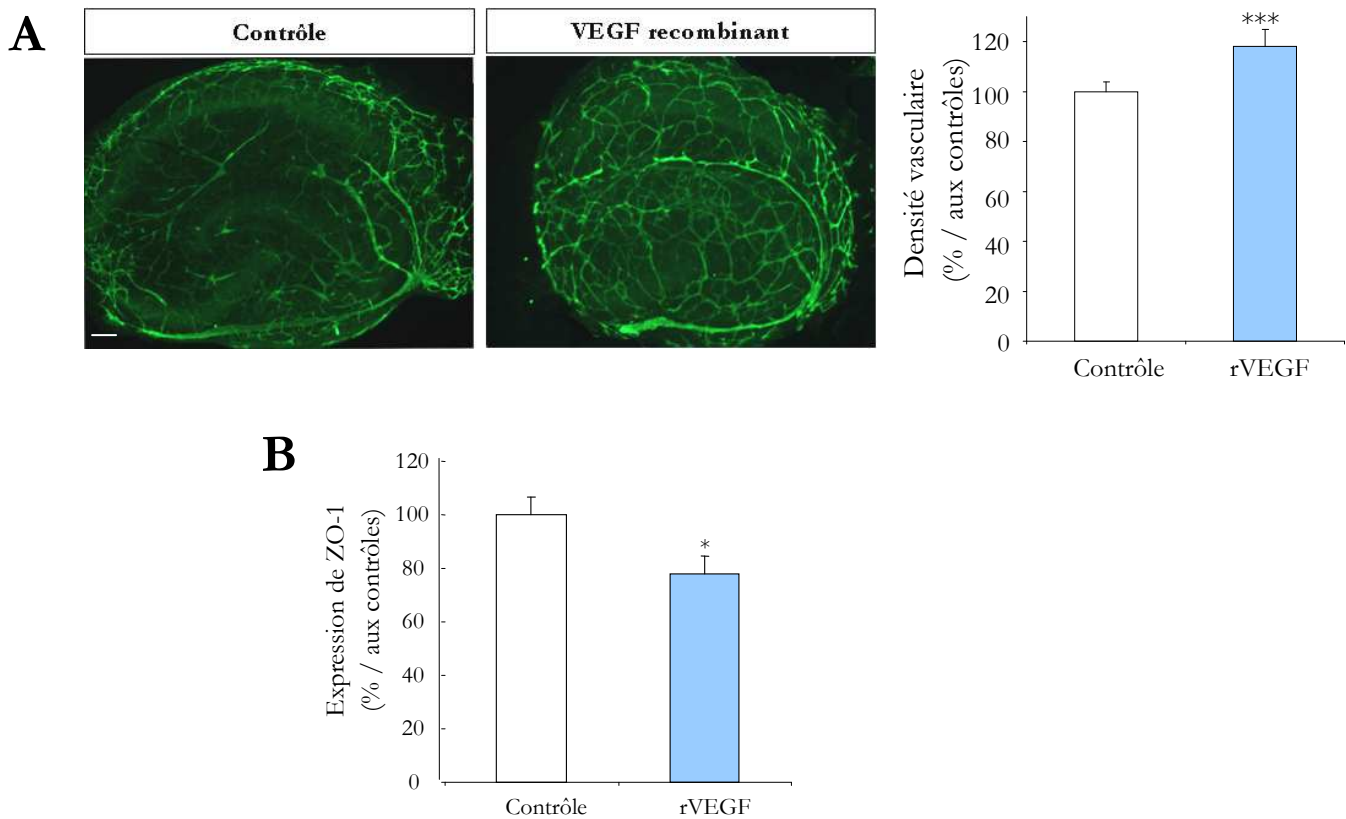 A
Contrôle
VEGF recombinant
Densité vasculaire
(% / aux contrôles)
120
100
80
60
40
20
0
***
Contrôle
rVEGF
B
Expression de ZO-1
(% / aux contrôles)
120
100
80
60
40
20
0
*
Contrôle
rVEGF